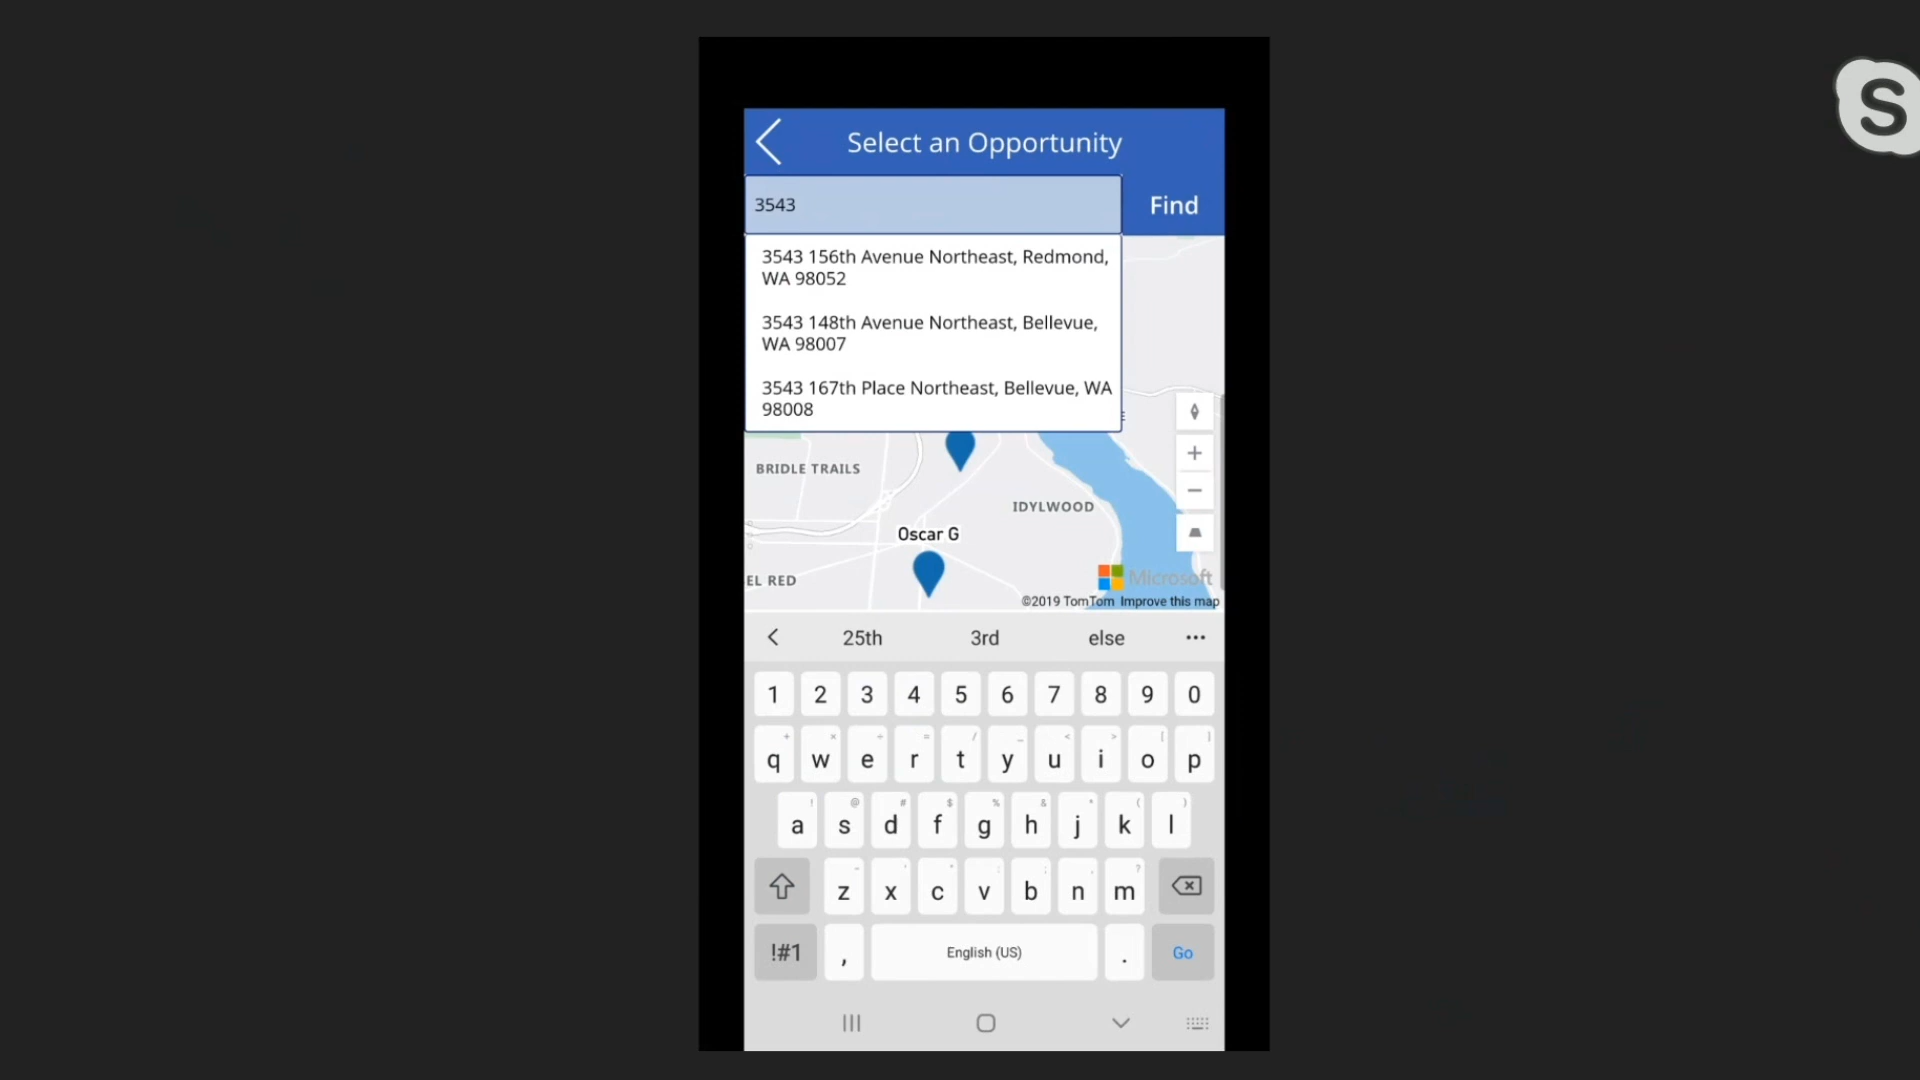 S
Select an Opportunity
3543
Find
3543 156th Avenue Northeast, Redmond,
WA 98052
3543 148th Avenue Northeast, Bellevue,
WA 98007
3543 167th Place Northeast, Bellevue, WA
98008
BRIDLE TRAILS
IDYLWOOD
Oscar G
EL RED
Microsoft
©2019 TomTom Improve this map
25th 3rd else
1 2 3 4 5 6 7 8 9 0
q w e r t y u i o p
a s d f g h j k l
z x c v b n m
!#1 , English (US) . Go